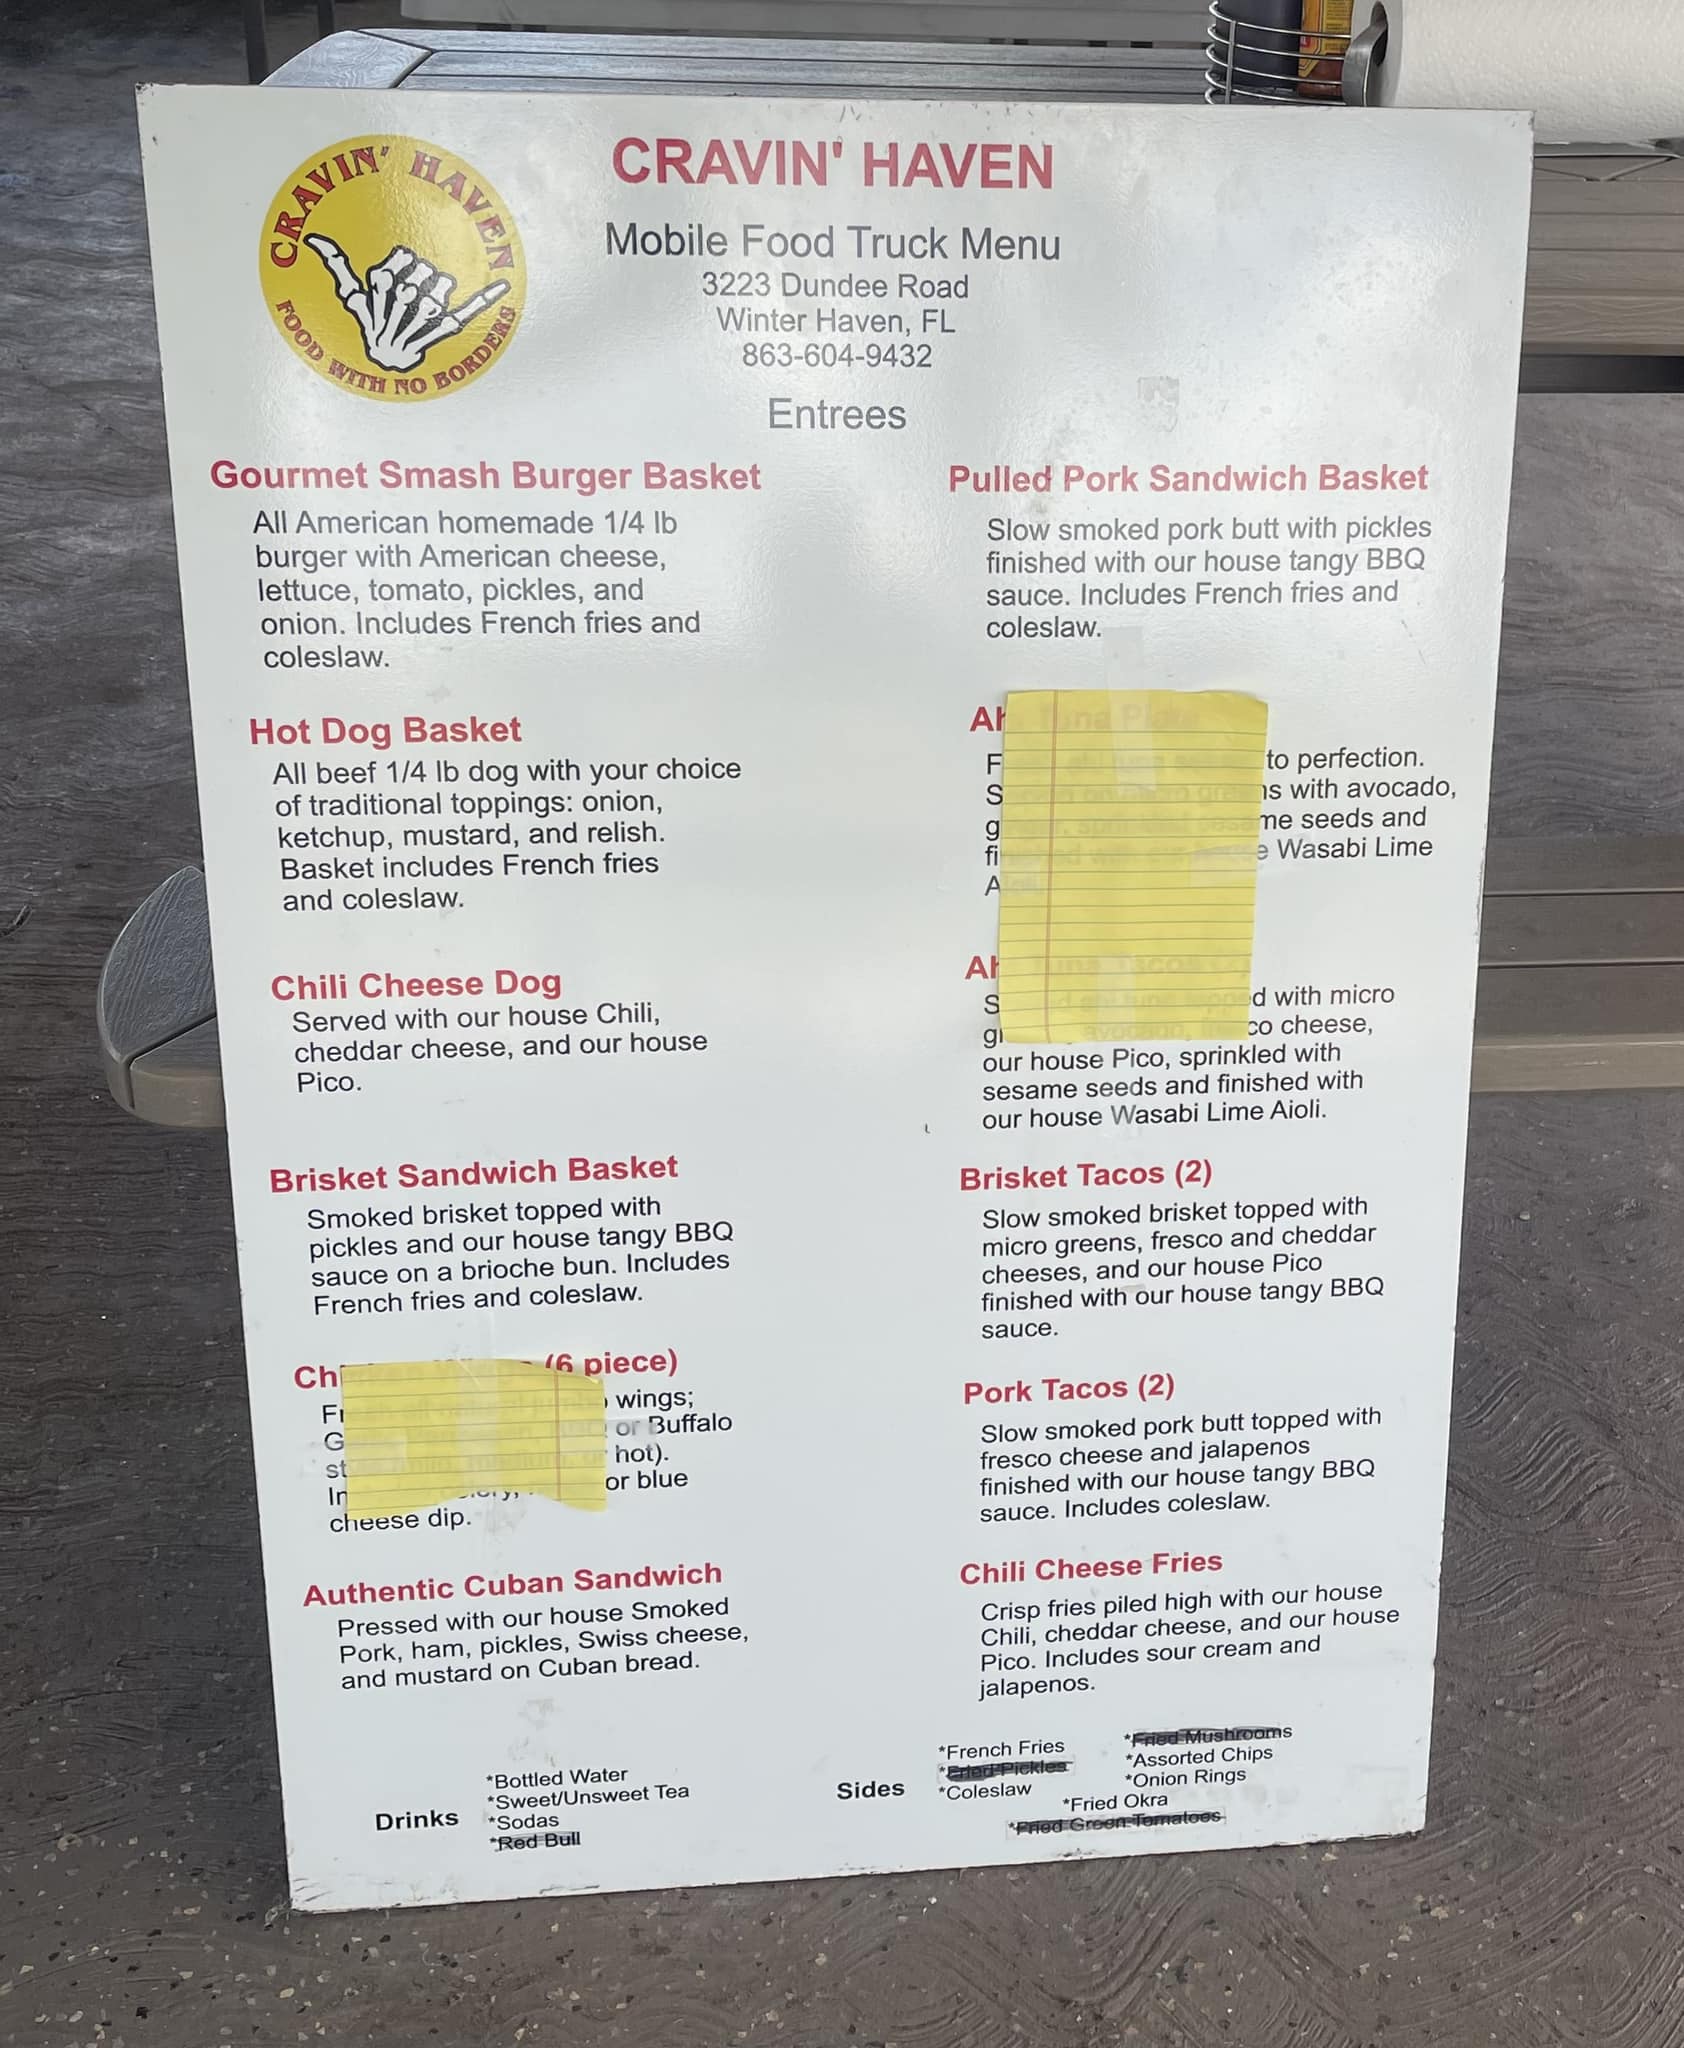 CRAVIN' HAVEN
FOOD WITH NO BORDERS
CRAVIN' HAVEN
Mobile Food Truck Menu
3223 Dundee Road
Winter Haven, FL
863-604-9432
Entrees
Gourmet Smash Burger Basket
All American homemade 1/4 lb
burger with American cheese,
lettuce, tomato, pickles, and
onion. Includes French fries and
coleslaw.
Hot Dog Basket
All beef 1/4 lb dog with your choice
of traditional toppings: onion,
ketchup, mustard, and relish.
Basket includes French fries
and coleslaw.
Chili Cheese Dog
Served with our house Chili,
cheddar cheese, and our house
Pico.
Brisket Sandwich Basket
Smoked brisket topped with
pickles and our house tangy BBQ
sauce on a brioche bun. Includes
French fries and coleslaw.
(6 piece)
wings;
or Buffalo
hot).
or blue
cheese dip.
Authentic Cuban Sandwich
Pressed with our house Smoked
Pork, ham, pickles, Swiss cheese,
and mustard on Cuban bread.
Drinks
*Bottled Water
*Sweet/Unsweet Tea
*Sodas
*Red Bull
Pulled Pork Sandwich Basket
Slow smoked pork butt with pickles
finished with our house tangy BBQ
sauce. Includes French fries and
coleslaw.
Tuna Plate
to perfection.
with avocado,
seeds and
Wasabi Lime
with micro
avocado, cheese,
our house Pico, sprinkled with
sesame seeds and finished with
our house Wasabi Lime Aioli.
Brisket Tacos (2)
Slow smoked brisket topped with
micro greens, fresco and cheddar
cheeses, and our house Pico
finished with our house tangy BBQ
sauce.
Pork Tacos (2)
Slow smoked pork butt topped with
fresco cheese and jalapenos
finished with our house tangy BBQ
sauce. Includes coleslaw.
Chili Cheese Fries
Crisp fries piled high with our house
Chili, cheddar cheese, and our house
Pico. Includes sour cream and
jalapenos.
Sides
*French Fries
*Fried Pickles
*Coleslaw
*Fried Mushrooms
*Assorted Chips
*Onion Rings
*Fried Okra
*Fried Green Tomatoes